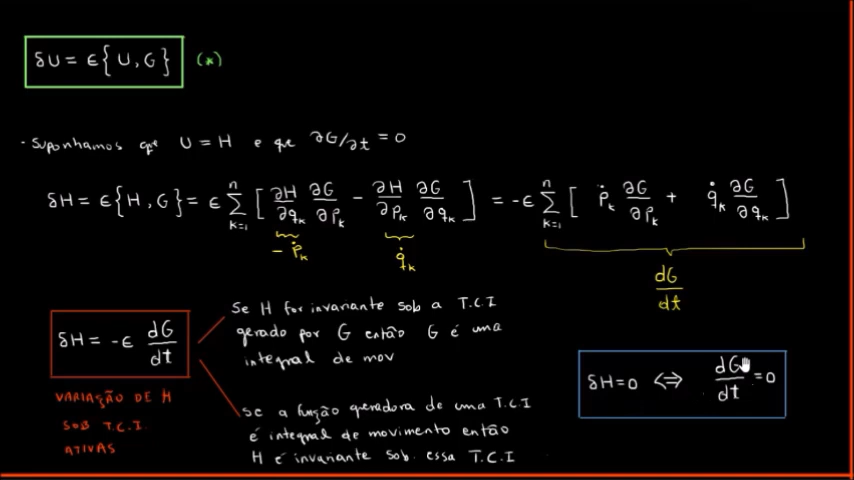 δU = ε{U, G} (*)
· Suponhamos que U = H e que ∂G/∂t = 0
δH = ε{H, G} = ε ∑_{k=1}^{n} [ ∂H/∂q_k ∂G/∂p_k − ∂H/∂p_k ∂G/∂q_k ] = −ε ∑_{k=1}^{n} [ ṗ_k ∂G/∂p_k + q̇_k ∂G/∂q_k ]
− ṗ_k q̇_k dG/dt
δH = −ε dG/dt
VARIAÇÃO DE H
SOB T.C.I.
ATIVAS
Se H for invariante sob a T.C.I
gerado por G então G é uma
integral de mov
Se a função geradora de uma T.C.I
é integral de movimento então
H é invariante sob essa T.C.I
δH=0 ⇔ dG/dt =0